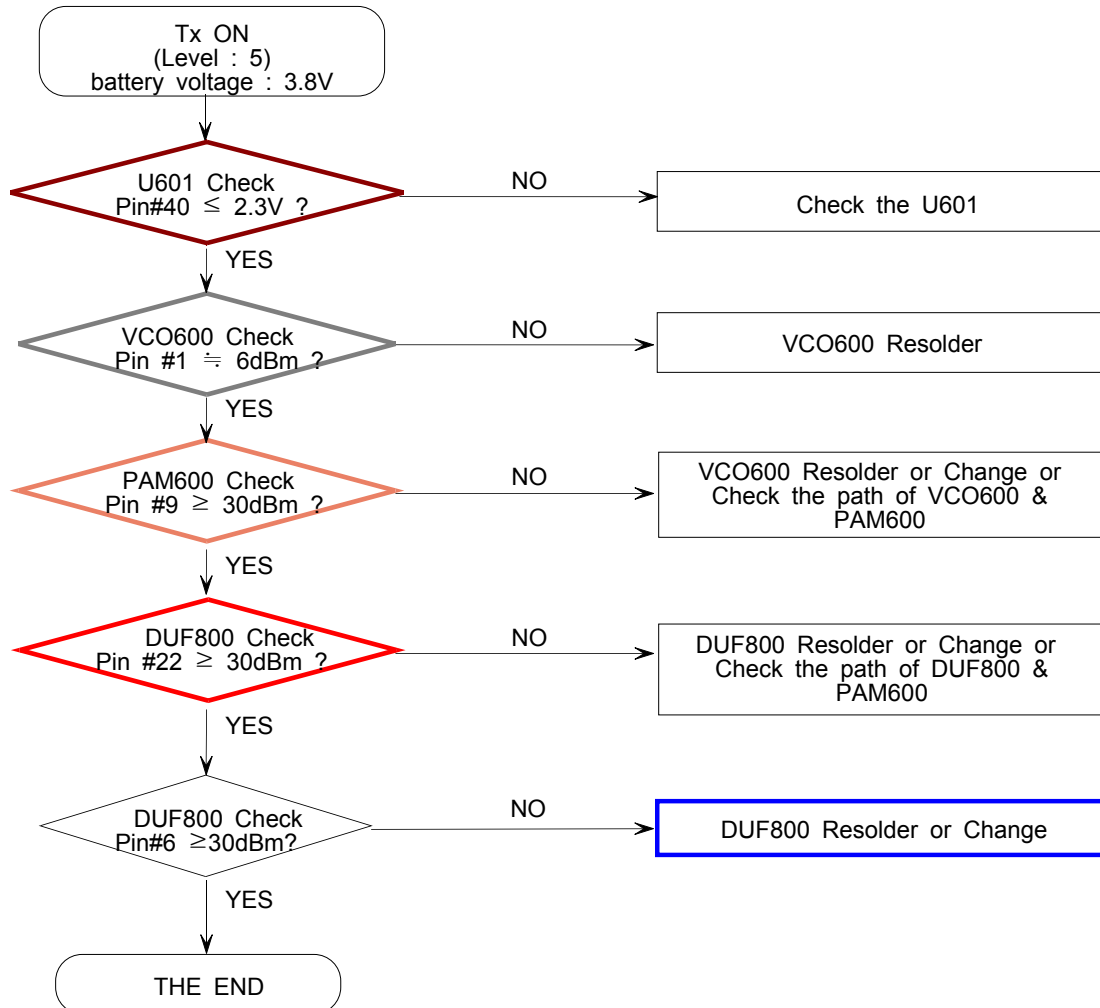 Tx ON
(Level : 5)
battery voltage : 3.8V
U601 Check
Pin#40 ≤ 2.3V ?
NO
Check the U601
YES
VCO600 Check
Pin #1 ≒ 6dBm ?
NO
VCO600 Resolder
YES
PAM600 Check
Pin #9 ≥ 30dBm ?
NO
VCO600 Resolder or Change or
Check the path of VCO600 &
PAM600
YES
DUF800 Check
Pin #22 ≥ 30dBm ?
NO
DUF800 Resolder or Change or
Check the path of DUF800 &
PAM600
YES
DUF800 Check
Pin#6 ≥30dBm?
NO
DUF800 Resolder or Change
YES
THE END